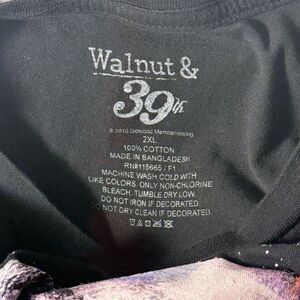 Walnut &
39th
© 2016 Bioworld Merchandising
2XL
100% COTTON
MADE IN BANGLADESH
RN#115665 / F1
MACHINE WASH COLD WITH
LIKE COLORS. ONLY NON-CHLORINE
BLEACH. TUMBLE DRY LOW.
DO NOT IRON IF DECORATED.
DO NOT DRY CLEAN IF DECORATED.